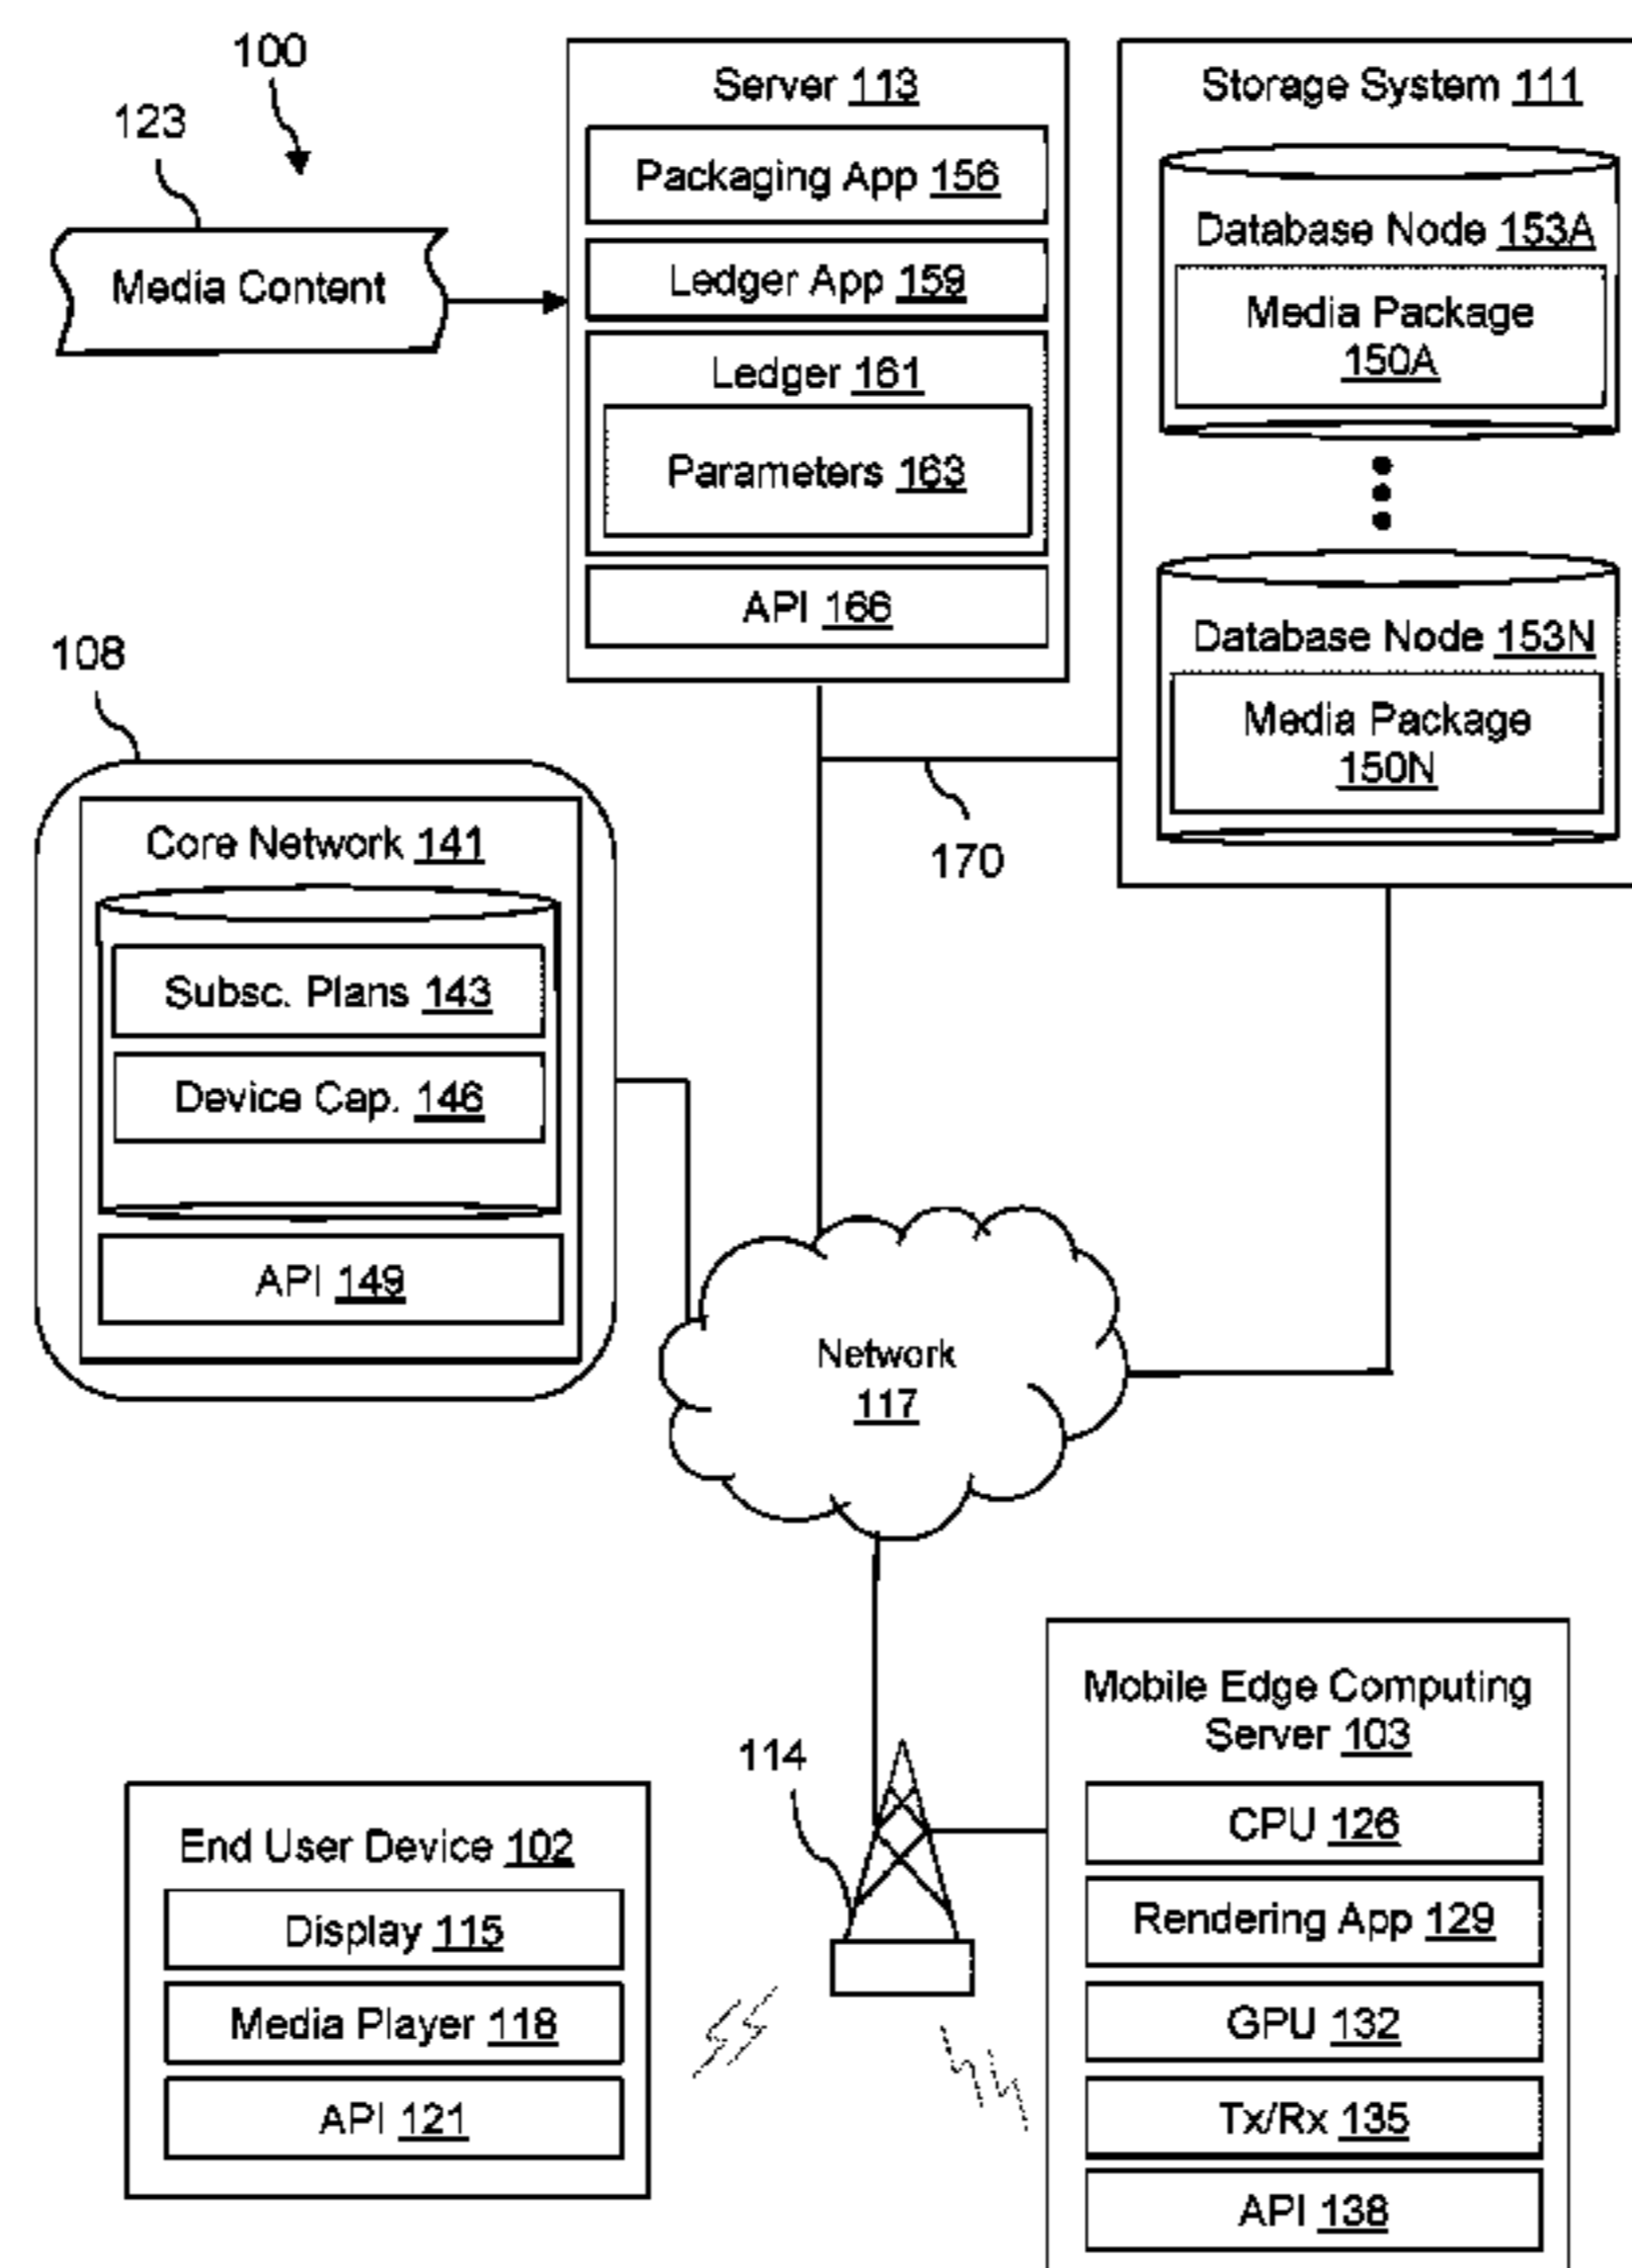 100
123
Media Content
Server 113
Packaging App 156
Ledger App 159
Ledger 161
Parameters 163
API 166
Storage System 111
Database Node 153A
Media Package
150A
Database Node 153N
Media Package
150N
170
108
Core Network 141
Subsc. Plans 143
Device Cap. 146
API 149
Network
117
114
Mobile Edge Computing
Server 103
CPU 126
Rendering App 129
GPU 132
Tx/Rx 135
API 138
End User Device 102
Display 115
Media Player 118
API 121